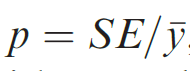 p = SE/ȳ,